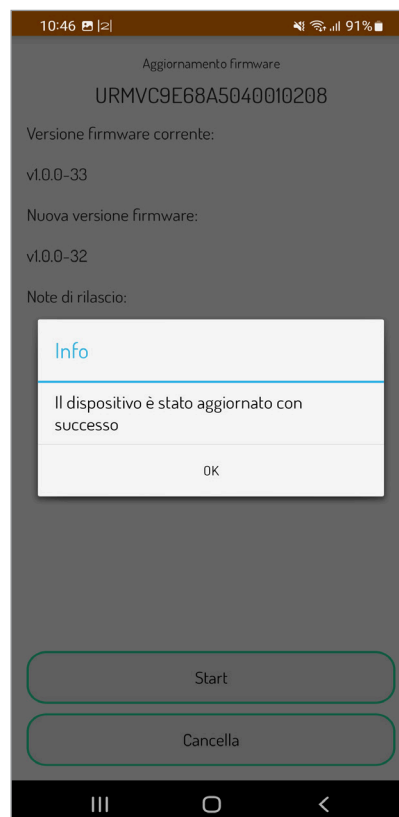 10:46 |2| 91%
Aggiornamento firmware
URMVC9E68A5040010208
Versione firmware corrente:
v1.0.0-33
Nuova versione firmware:
v1.0.0-32
Note di rilascio:
Info
Il dispositivo è stato aggiornato con
successo
OK
Start
Cancella